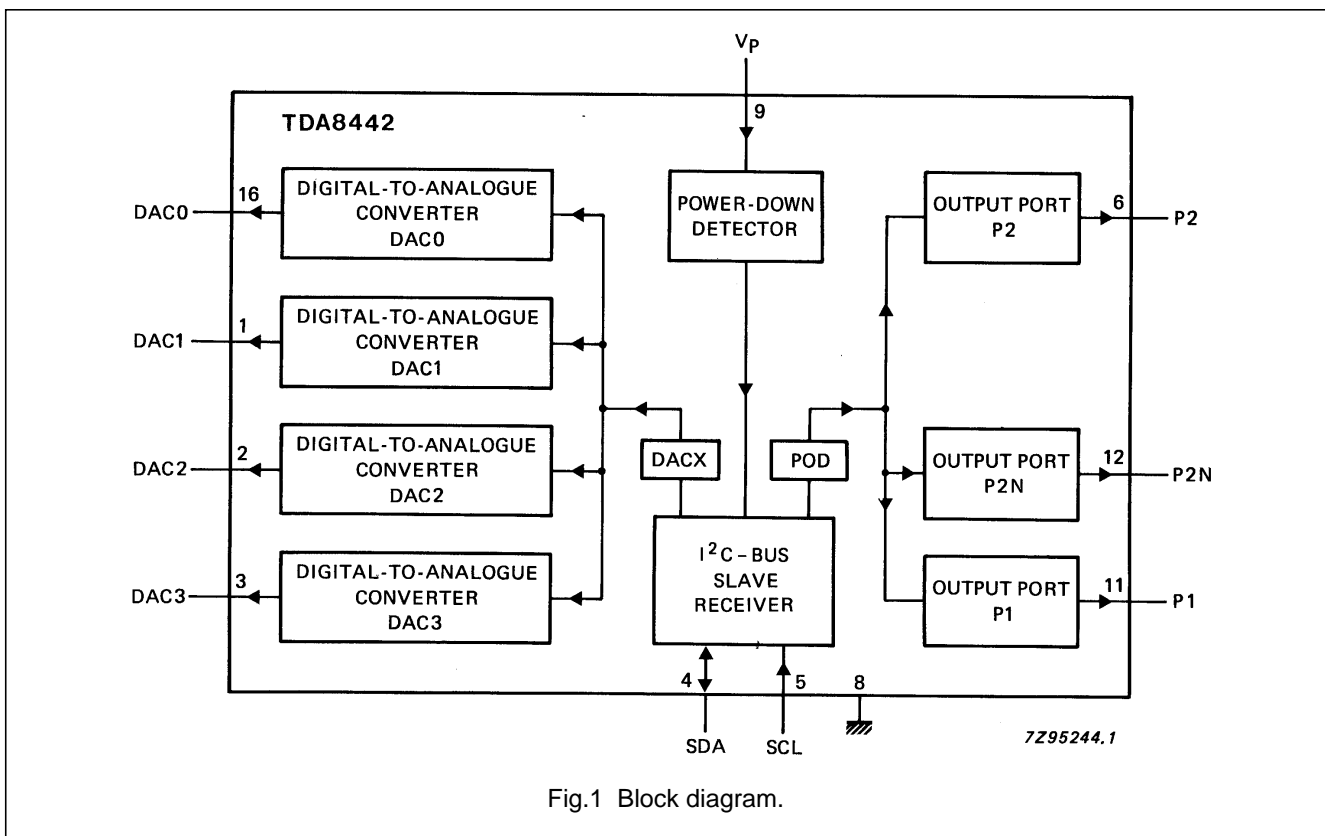 V_P
9
TDA8442
DAC0
16
DIGITAL-TO-ANALOGUE
CONVERTER
DAC0
POWER-DOWN
DETECTOR
OUTPUT PORT
P2
6
P2
DAC1
1
DIGITAL-TO-ANALOGUE
CONVERTER
DAC1
DAC2
2
DIGITAL-TO-ANALOGUE
CONVERTER
DAC2
DACX
POD
OUTPUT PORT
P2N
12
P2N
DAC3
3
DIGITAL-TO-ANALOGUE
CONVERTER
DAC3
I²C-BUS
SLAVE
RECEIVER
OUTPUT PORT
P1
11
P1
4
5
8
SDA
SCL
7Z95244.1
Fig.1 Block diagram.